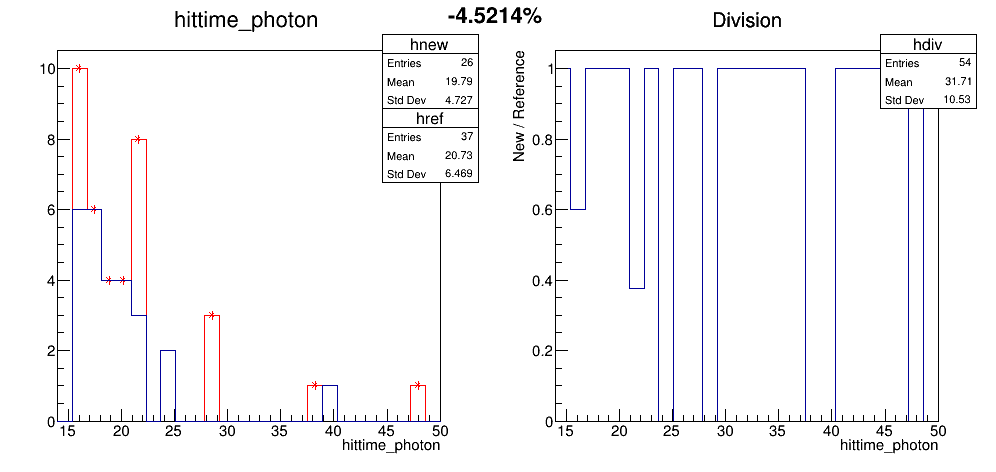 -4.5214%
hittime_photon
hnew
Entries 26
Mean 19.79
Std Dev 4.727
href
Entries 37
Mean 20.73
Std Dev 6.469
10
8
6
4
2
0
15 20 25 30 35 40 45 50
hittime_photon
Division
hdiv
Entries 54
Mean 31.71
Std Dev 10.53
New / Reference
1
0.8
0.6
0.4
0.2
0
15 20 25 30 35 40 45 50
hittime_photon